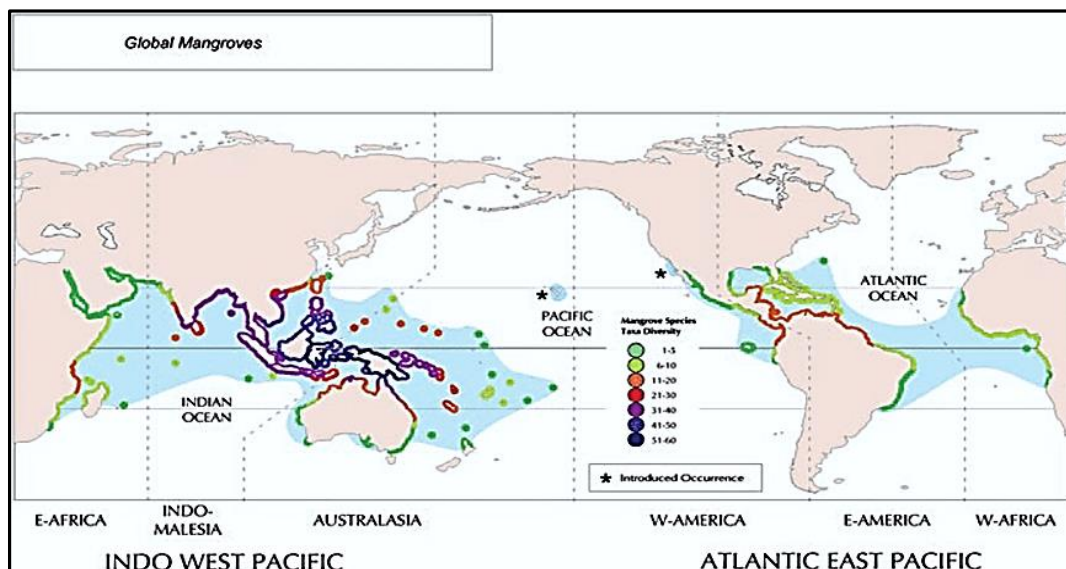 Global Mangroves
ATLANTIC
OCEAN
PACIFIC
OCEAN
INDIAN
OCEAN
Mangrove Species
Taxa Diversity
1-5
6-10
11-20
21-30
31-40
41-50
51-60
* Introduced Occurrence
E-AFRICA
INDO-
MALESIA
AUSTRALASIA
W-AMERICA
E-AMERICA
W-AFRICA
INDO WEST PACIFIC
ATLANTIC EAST PACIFIC